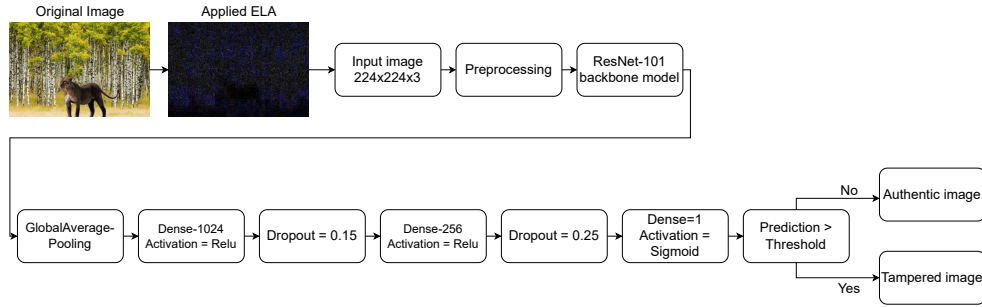 Original Image
Applied ELA
Input image
224x224x3
Preprocessing
ResNet-101
backbone model
GlobalAverage-
Pooling
Dense-1024
Activation = Relu
Dropout = 0.15
Dense-256
Activation = Relu
Dropout = 0.25
Dense=1
Activation =
Sigmoid
Prediction >
Threshold
No
Authentic image
Yes
Tampered image